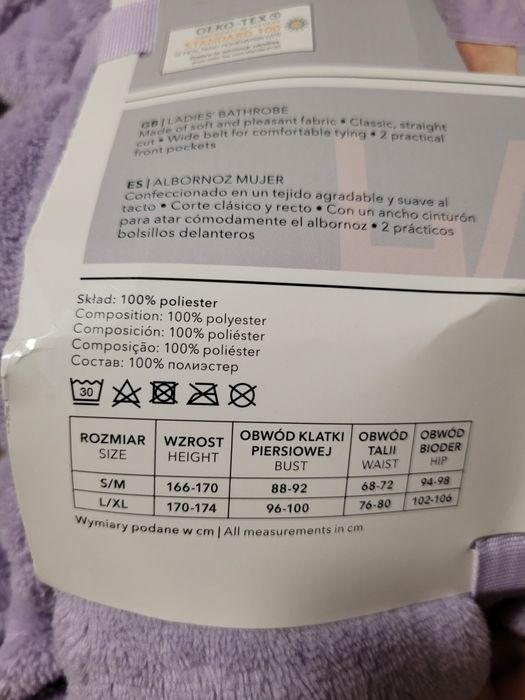 OEKO-TEX®
STANDARD 100
GB | LADIES' BATHROBE
Made of soft and pleasant fabric • Classic, straight
cut • Wide belt for comfortable tying • 2 practical
front pockets
ES | ALBORNOZ MUJER
Confeccionado en un tejido agradable y suave al
tacto • Corte clásico y recto • Con un ancho cinturón
para atar cómodamente el albornoz • 2 prácticos
bolsillos delanteros
Skład: 100% poliester
Composition: 100% polyester
Composición: 100% poliéster
Composição: 100% poliéster
Состав: 100% полиэстер
30
ROZMIAR SIZE WZROST HEIGHT OBWÓD KLATKI PIERSIOWEJ BUST OBWÓD TALII WAIST OBWÓD BIODER HIP
S/M 166-170 88-92 68-72 94-98
L/XL 170-174 96-100 76-80 102-106
Wymiary podane w cm | All measurements in cm